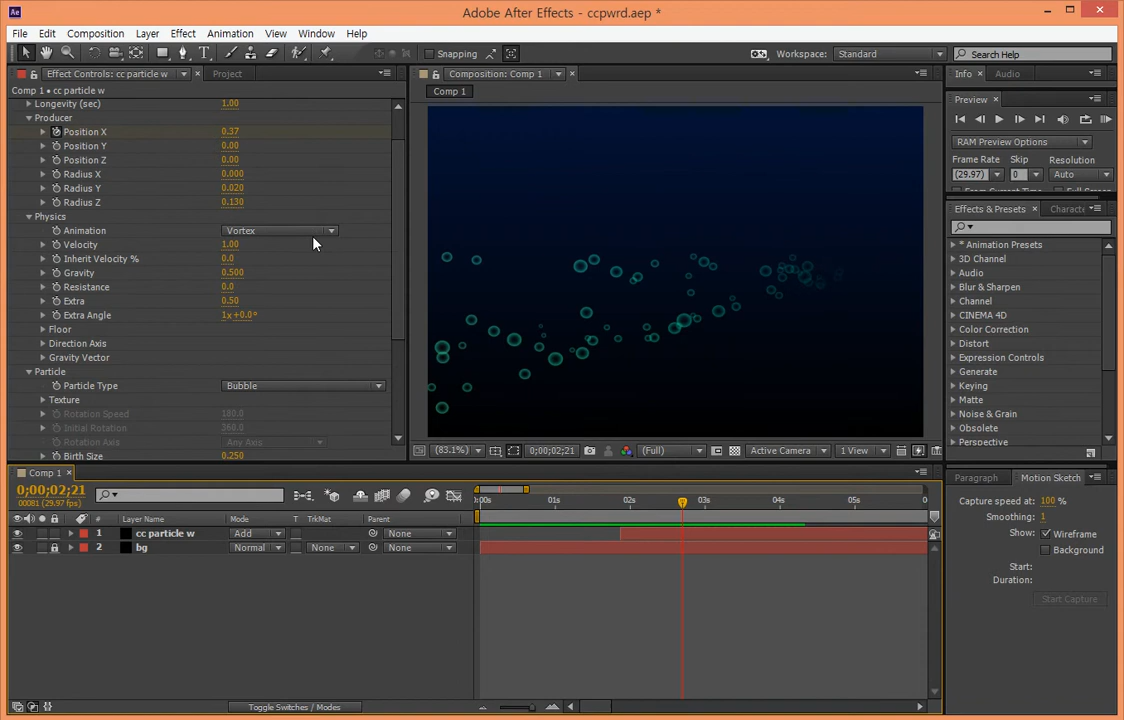 Adobe After Effects - ccpwrd.aep *
File Edit Composition Layer Effect Animation View Window Help
Snapping Workspace: Standard Search Help
Effect Controls: cc particle w Project Composition: Comp 1 Info Audio
Comp 1 • cc particle w Comp 1 Preview
Longevity (sec) 1.00
Producer
Position X 0.37
Position Y 0.00
Position Z 0.00
Radius X 0.000
Radius Y 0.020
Radius Z 0.130
Physics
Animation Vortex
Velocity 1.00
Inherit Velocity % 0.0
Gravity 0.500
Resistance 0.0
Extra 0.50
Extra Angle 1x+0.0°
Floor
Direction Axis
Gravity Vector
Particle
Particle Type Bubble
Texture
Rotation Speed 180.0
Initial Rotation 360.0
Rotation Axis Any Axis
Birth Size 0.250
RAM Preview Options
Frame Rate Skip Resolution
(29.97) 0 Auto
Effects & Presets Characte
* Animation Presets
3D Channel
Audio
Blur & Sharpen
Channel
CINEMA 4D
Color Correction
Distort
Expression Controls
Generate
Keying
Matte
Noise & Grain
Obsolete
Perspective
(83.1%) 0;00;02;21 (Full) Active Camera 1 View
Comp 1
0;00;02;21
00081 (29.97 fps)
:00s 01s 02s 03s 04s 05s 0
# Layer Name Mode T TrkMat Parent
1 cc particle w Add None
2 bg Normal None None
Toggle Switches / Modes
Paragraph Motion Sketch
Capture speed at: 100 %
Smoothing: 1
Show: Wireframe
Background
Start:
Duration:
Start Capture